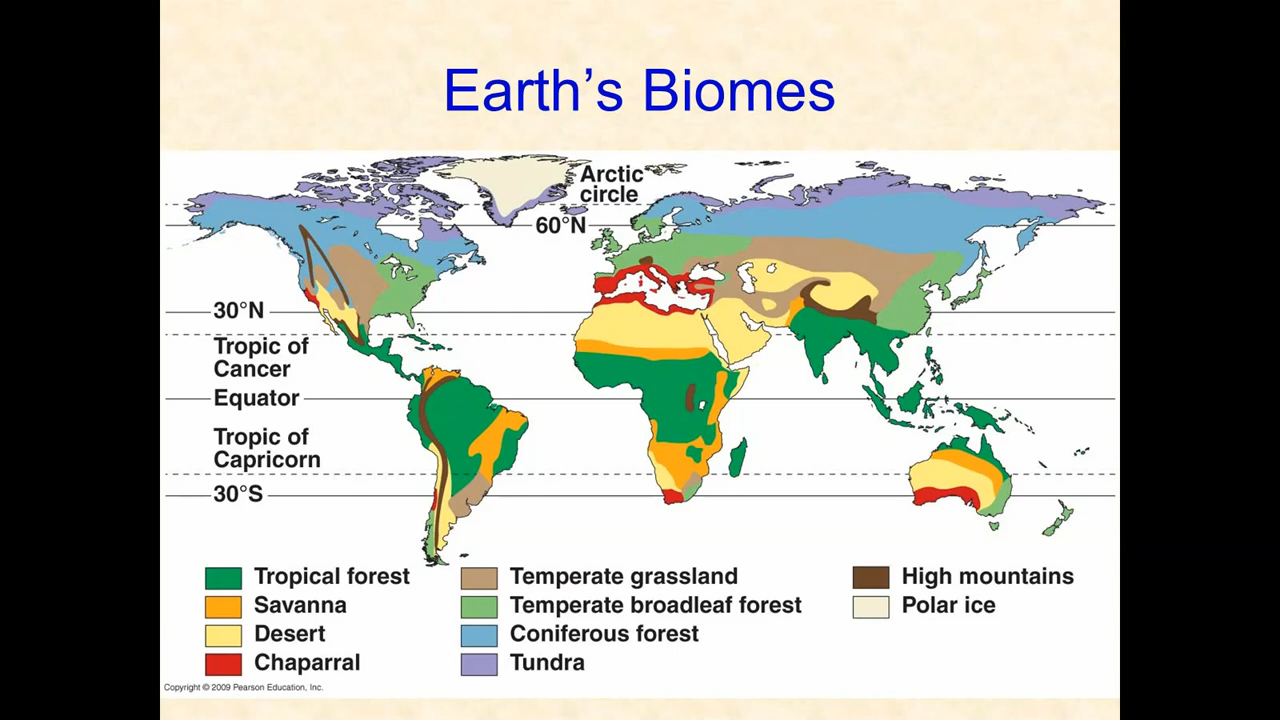 Earth's Biomes
Arctic
circle
60°N
30°N
Tropic of
Cancer
Equator
Tropic of
Capricorn
30°S
Tropical forest
Savanna
Desert
Chaparral
Temperate grassland
Temperate broadleaf forest
Coniferous forest
Tundra
High mountains
Polar ice
Copyright © 2009 Pearson Education, Inc.